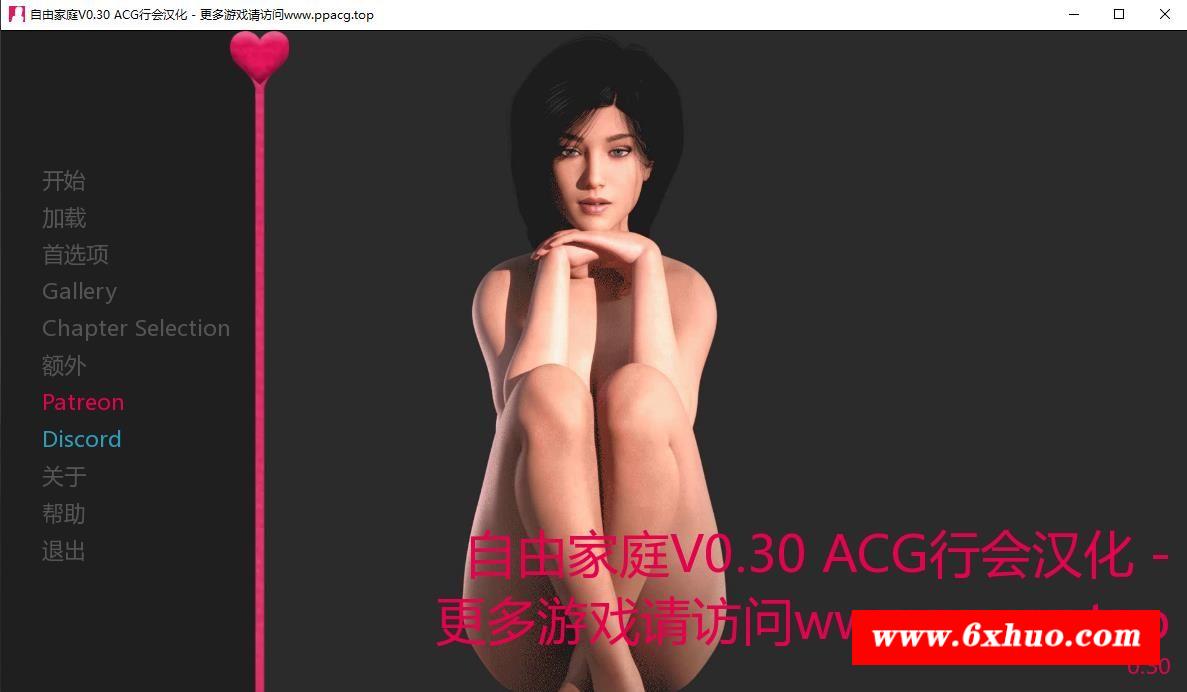 自由家庭V0.30 ACG行会汉化 - 更多游戏请访问www.ppacg.top
开始
加载
首选项
Gallery
Chapter Selection
额外
Patreon
Discord
关于
帮助
退出
自由家庭V0.30 ACG行会汉化 -
更多游戏请访问
www.6xhuo.com
0.30